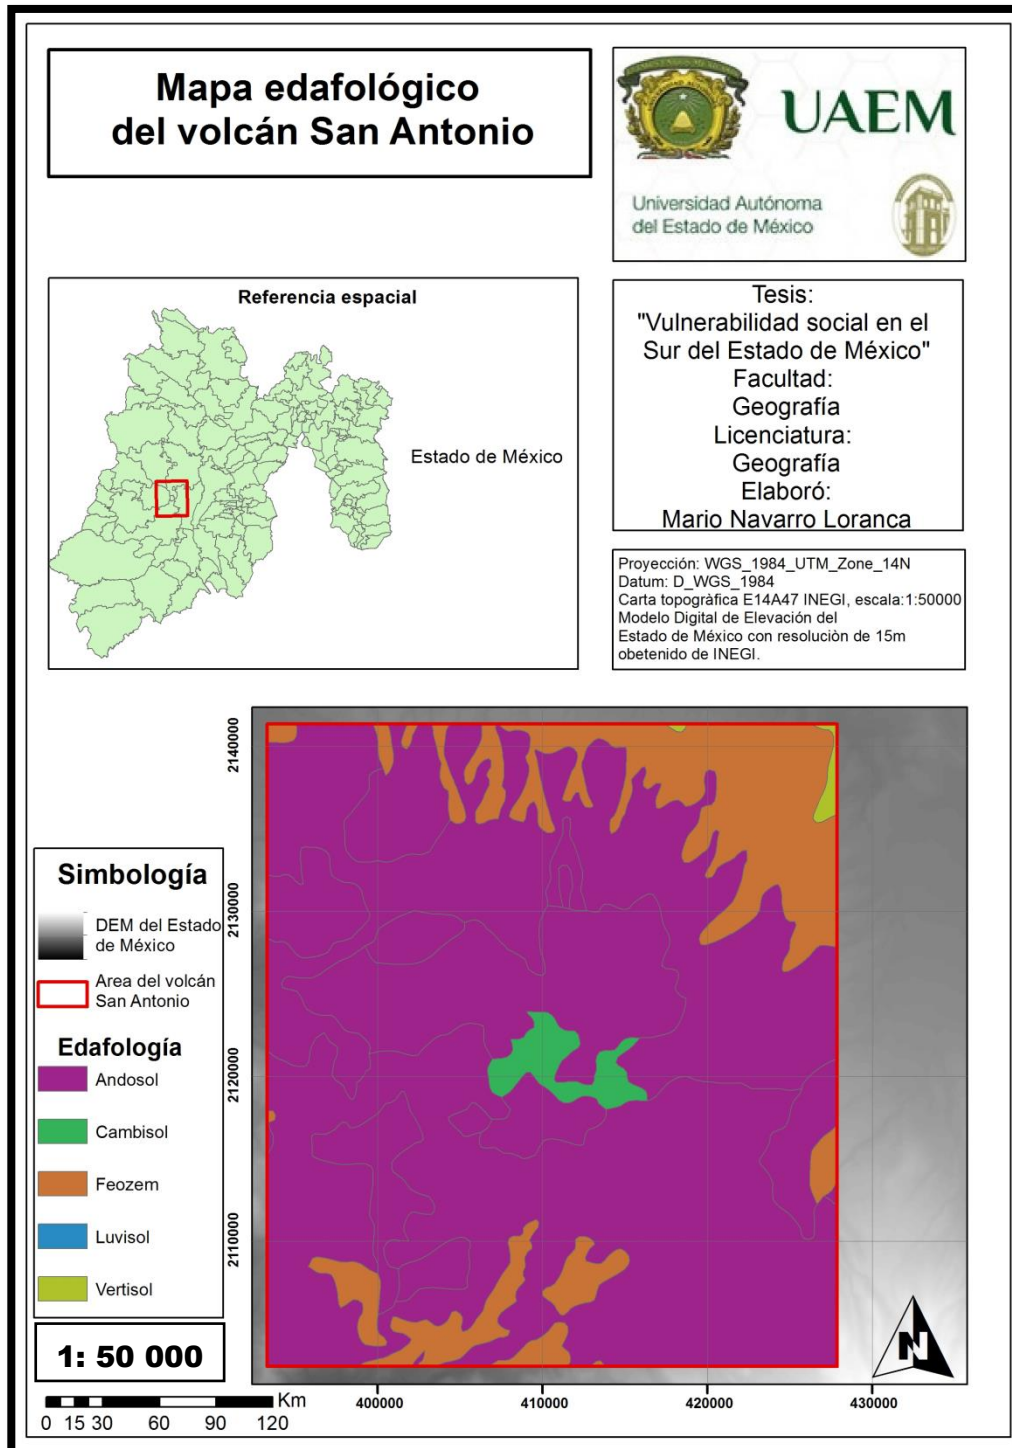 Mapa edafológico
del volcán San Antonio
UAEM
Universidad Autónoma
del Estado de México
Referencia espacial
Estado de México
Tesis:
"Vulnerabilidad social en el
Sur del Estado de México"
Facultad:
Geografía
Licenciatura:
Geografía
Elaboró:
Mario Navarro Loranca
Proyección: WGS_1984_UTM_Zone_14N
Datum: D_WGS_1984
Carta topogràfica E14A47 INEGI, escala:1:50000
Modelo Digital de Elevación del
Estado de México con resoluciòn de 15m
obetenido de INEGI.
2140000
2130000
2120000
2110000
Simbología
DEM del Estado
de México
Area del volcán
San Antonio
Edafología
Andosol
Cambisol
Feozem
Luvisol
Vertisol
1: 50 000
N
400000
410000
420000
430000
Km
0 15 30 60 90 120